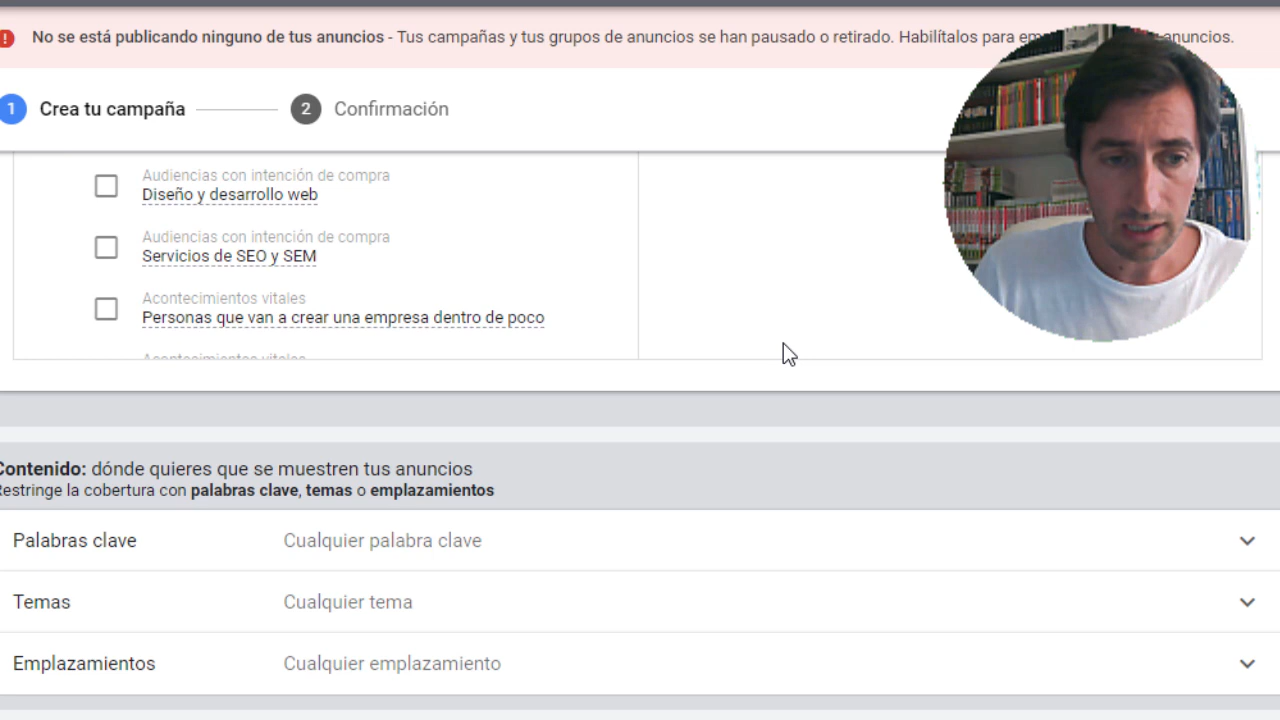 No se está publicando ninguno de tus anuncios - Tus campañas y tus grupos de anuncios se han pausado o retirado. Habilítalos para anuncios.
1 Crea tu campaña 2 Confirmación
Audiencias con intención de compra
Diseño y desarrollo web
Audiencias con intención de compra
Servicios de SEO y SEM
Acontecimientos vitales
Personas que van a crear una empresa dentro de poco
Acontecimientos vitales
Contenido: dónde quieres que se muestren tus anuncios
Restringe la cobertura con palabras clave, temas o emplazamientos
Palabras clave Cualquier palabra clave
Temas Cualquier tema
Emplazamientos Cualquier emplazamiento